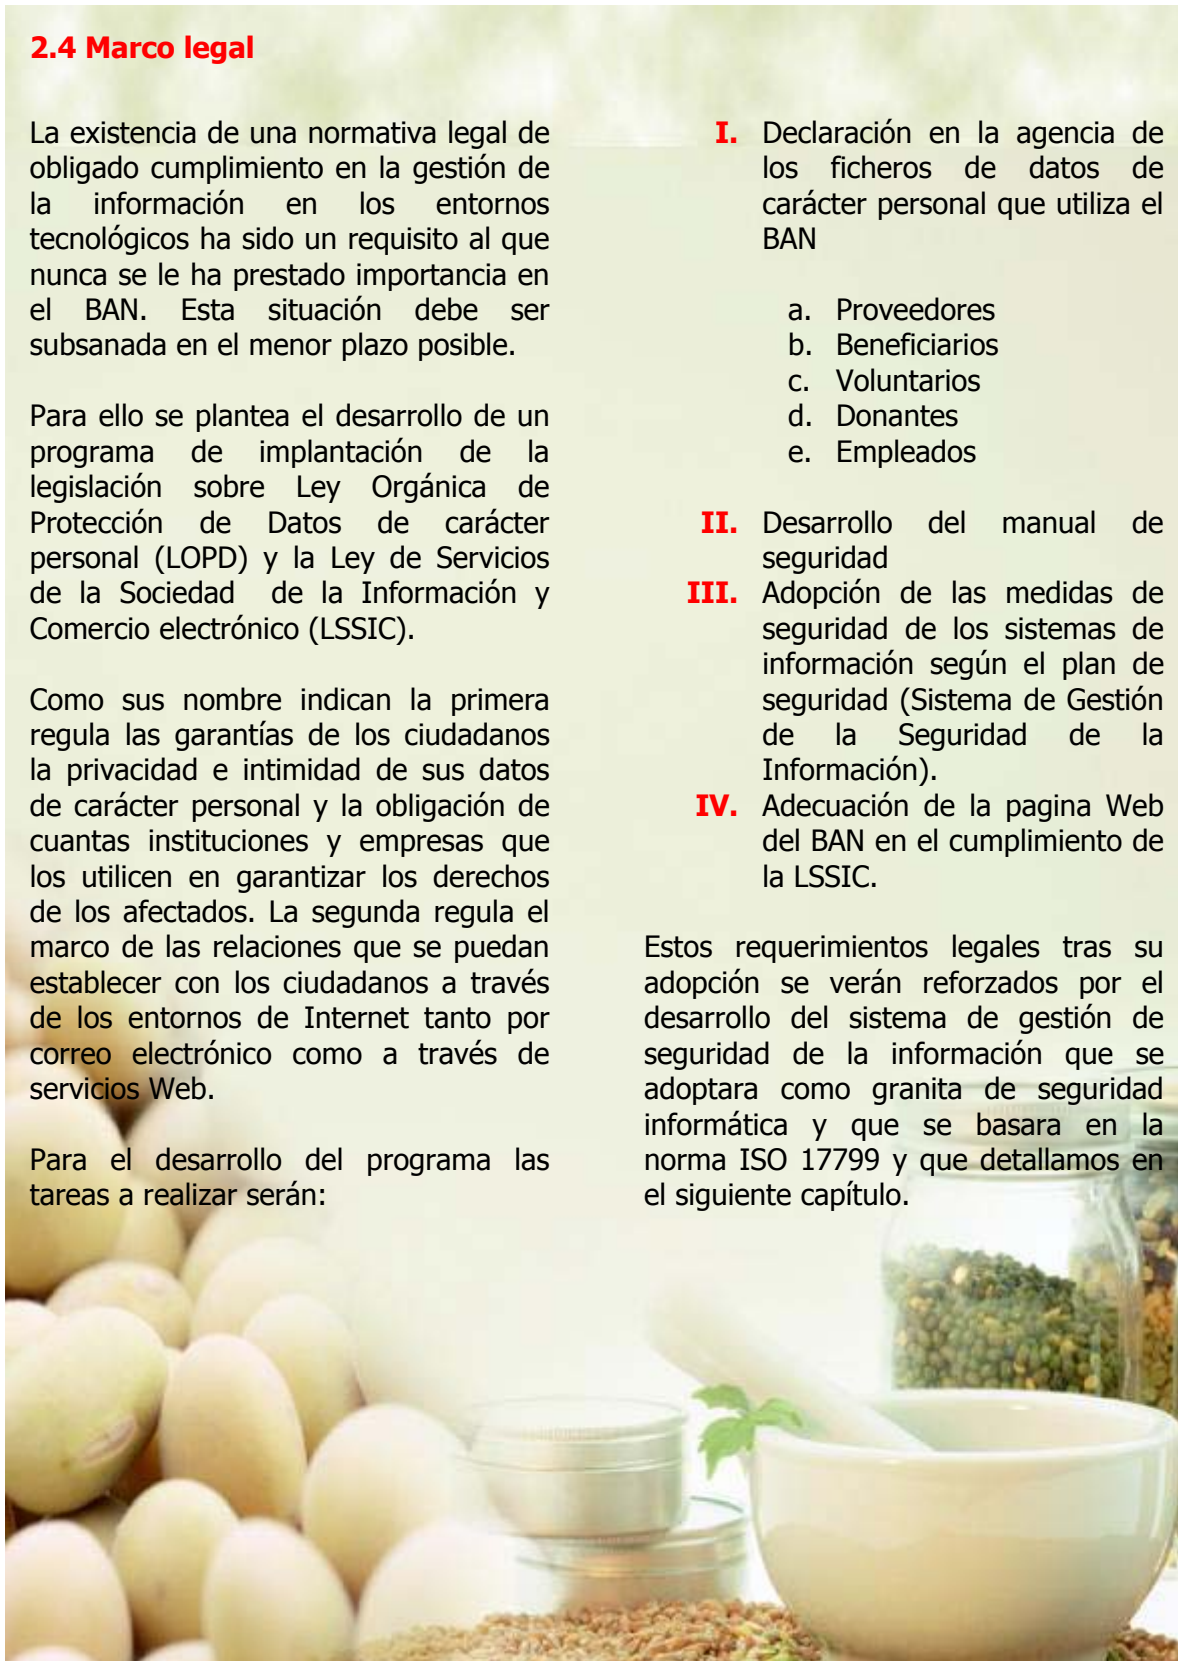 2.4 Marco legal
La existencia de una normativa legal de
obligado cumplimiento en la gestión de
la información en los entornos
tecnológicos ha sido un requisito al que
nunca se le ha prestado importancia en
el BAN. Esta situación debe ser
subsanada en el menor plazo posible.
Para ello se plantea el desarrollo de un
programa de implantación de la
legislación sobre Ley Orgánica de
Protección de Datos de carácter
personal (LOPD) y la Ley de Servicios
de la Sociedad de la Información y
Comercio electrónico (LSSIC).
Como sus nombre indican la primera
regula las garantías de los ciudadanos
la privacidad e intimidad de sus datos
de carácter personal y la obligación de
cuantas instituciones y empresas que
los utilicen en garantizar los derechos
de los afectados. La segunda regula el
marco de las relaciones que se puedan
establecer con los ciudadanos a través
de los entornos de Internet tanto por
correo electrónico como a través de
servicios Web.
Para el desarrollo del programa las
tareas a realizar serán:
I. Declaración en la agencia de
los ficheros de datos de
carácter personal que utiliza el
BAN
a. Proveedores
b. Beneficiarios
c. Voluntarios
d. Donantes
e. Empleados
II. Desarrollo del manual de
seguridad
III. Adopción de las medidas de
seguridad de los sistemas de
información según el plan de
seguridad (Sistema de Gestión
de la Seguridad de la
Información).
IV. Adecuación de la pagina Web
del BAN en el cumplimiento de
la LSSIC.
Estos requerimientos legales tras su
adopción se verán reforzados por el
desarrollo del sistema de gestión de
seguridad de la información que se
adoptara como granita de seguridad
informática y que se basara en la
norma ISO 17799 y que detallamos en
el siguiente capítulo.